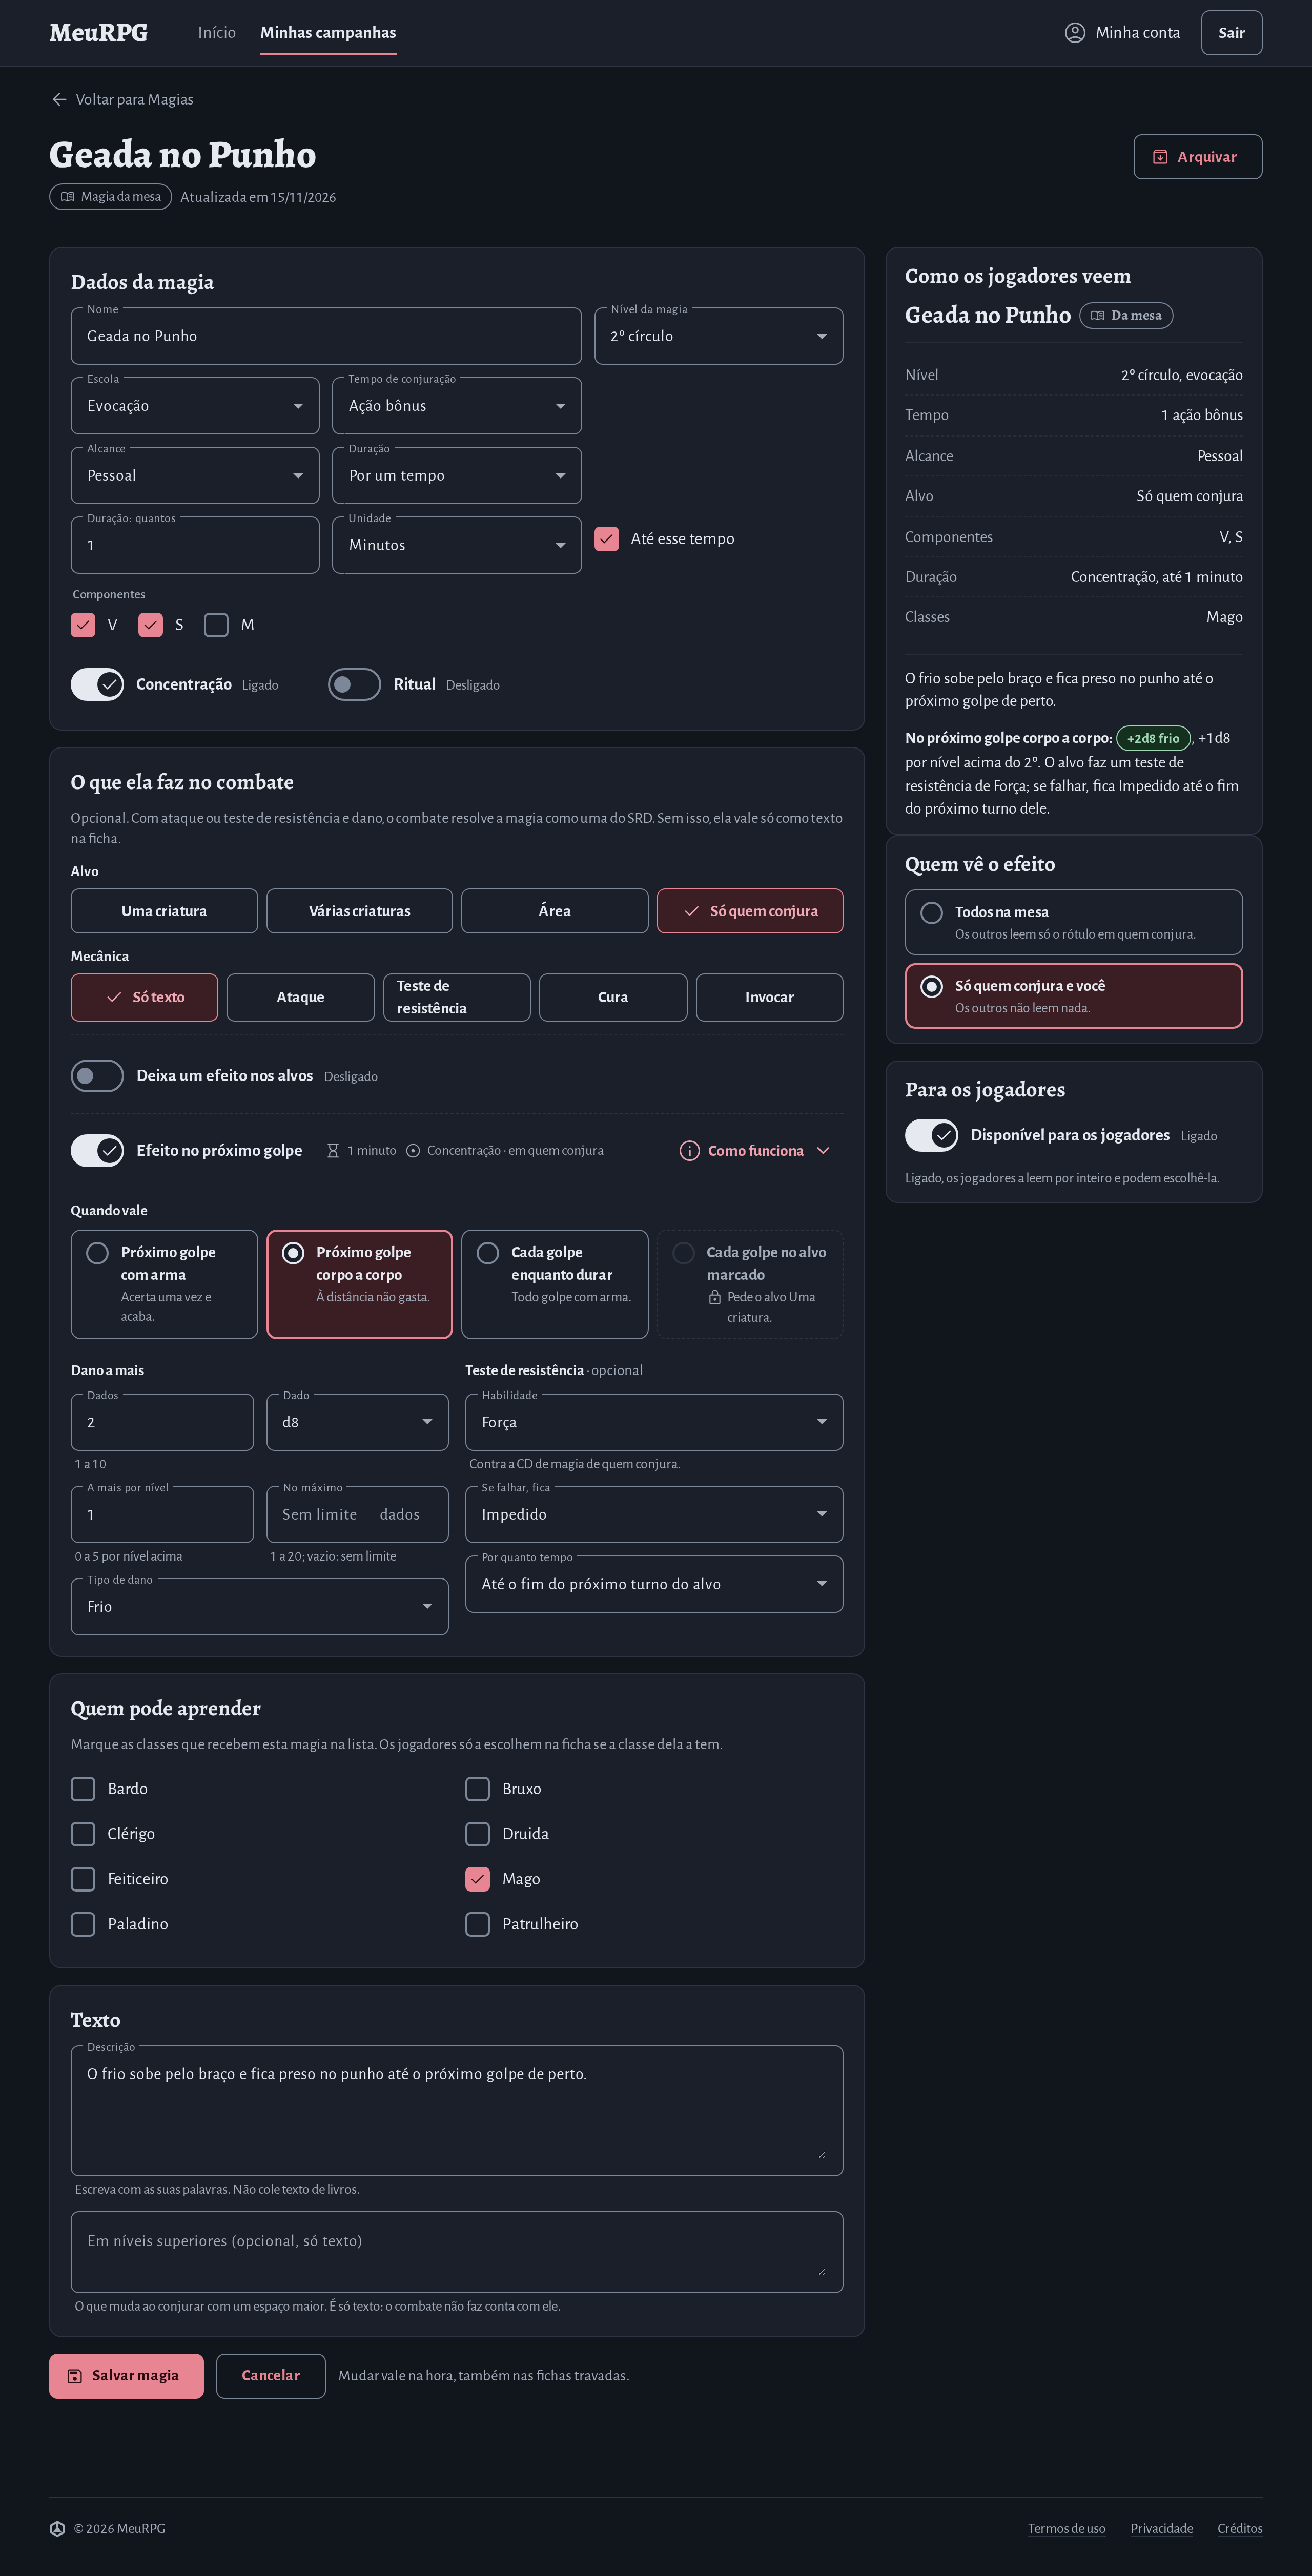 MeuRPG
Início
Minhas campanhas
Minha conta
Sair
Voltar para Magias
Geada no Punho
Arquivar
Magia da mesa
Atualizada em 15/11/2026
Dados da magia
Nome
Geada no Punho
Nível da magia
2º círculo
Escola
Evocação
Tempo de conjuração
Ação bônus
Alcance
Pessoal
Duração
Por um tempo
Duração: quantos
1
Unidade
Minutos
Até esse tempo
Componentes
V
S
M
Concentração Ligado
Ritual Desligado
O que ela faz no combate
Opcional. Com ataque ou teste de resistência e dano, o combate resolve a magia como uma do SRD. Sem isso, ela vale só como texto
na ficha.
Alvo
Uma criatura
Várias criaturas
Área
Só quem conjura
Mecânica
Só texto
Ataque
Teste de
resistência
Cura
Invocar
Deixa um efeito nos alvos Desligado
Efeito no próximo golpe
1 minuto
Concentração · em quem conjura
Como funciona
Quando vale
Próximo golpe
com arma
Acerta uma vez e
acaba.
Próximo golpe
corpo a corpo
À distância não gasta.
Cada golpe
enquanto durar
Todo golpe com arma.
Cada golpe no alvo
marcado
Pede o alvo Uma
criatura.
Dano a mais
Dados
2
1 a 10
Dado
d8
A mais por nível
1
0 a 5 por nível acima
No máximo
Sem limite dados
1 a 20; vazio: sem limite
Tipo de dano
Frio
Teste de resistência · opcional
Habilidade
Força
Contra a CD de magia de quem conjura.
Se falhar, fica
Impedido
Por quanto tempo
Até o fim do próximo turno do alvo
Quem pode aprender
Marque as classes que recebem esta magia na lista. Os jogadores só a escolhem na ficha se a classe dela a tem.
Bardo
Bruxo
Clérigo
Druida
Feiticeiro
Mago
Paladino
Patrulheiro
Texto
Descrição
O frio sobe pelo braço e fica preso no punho até o próximo golpe de perto.
Escreva com as suas palavras. Não cole texto de livros.
Em níveis superiores (opcional, só texto)
O que muda ao conjurar com um espaço maior. É só texto: o combate não faz conta com ele.
Salvar magia
Cancelar
Mudar vale na hora, também nas fichas travadas.
Como os jogadores veem
Geada no Punho
Da mesa
Nível 2º círculo, evocação
Tempo 1 ação bônus
Alcance Pessoal
Alvo Só quem conjura
Componentes V, S
Duração Concentração, até 1 minuto
Classes Mago
O frio sobe pelo braço e fica preso no punho até o
próximo golpe de perto.
No próximo golpe corpo a corpo: +2d8 frio, +1d8
por nível acima do 2º. O alvo faz um teste de
resistência de Força; se falhar, fica Impedido até o fim
do próximo turno dele.
Quem vê o efeito
Todos na mesa
Os outros leem só o rótulo em quem conjura.
Só quem conjura e você
Os outros não leem nada.
Para os jogadores
Disponível para os jogadores Ligado
Ligado, os jogadores a leem por inteiro e podem escolhê-la.
© 2026 MeuRPG
Termos de uso
Privacidade
Créditos